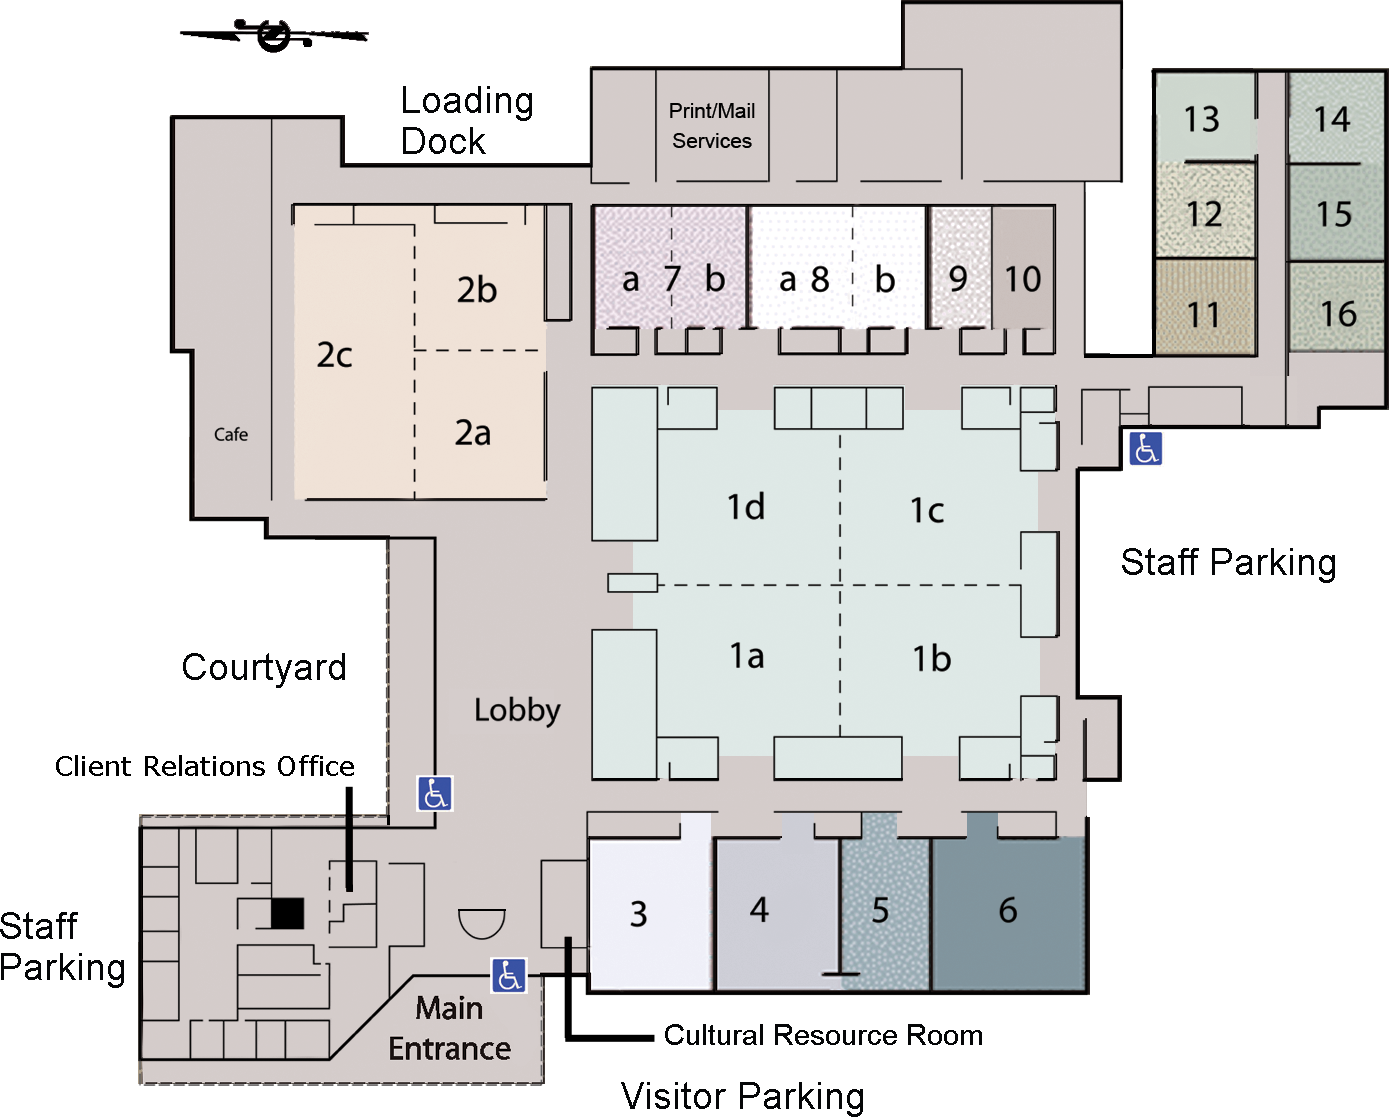 Loading
Dock
Print/Mail
Services
13
14
12
15
11
16
2b
2c
2a
a 7 b
a 8 b
9
10
Cafe
1d
1c
1a
1b
Staff Parking
Courtyard
Lobby
Client Relations Office
3
4
5
6
Staff
Parking
Main
Entrance
Cultural Resource Room
Visitor Parking